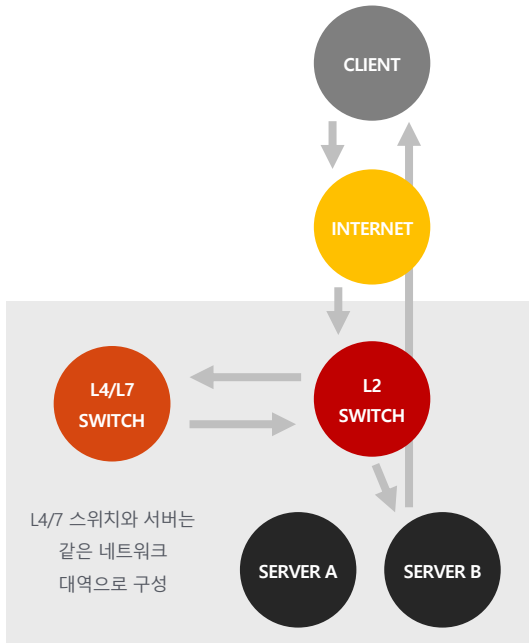 CLIENT
INTERNET
L4/L7
SWITCH
L2
SWITCH
L4/7 스위치와 서버는
같은 네트워크
대역으로 구성
SERVER A
SERVER B